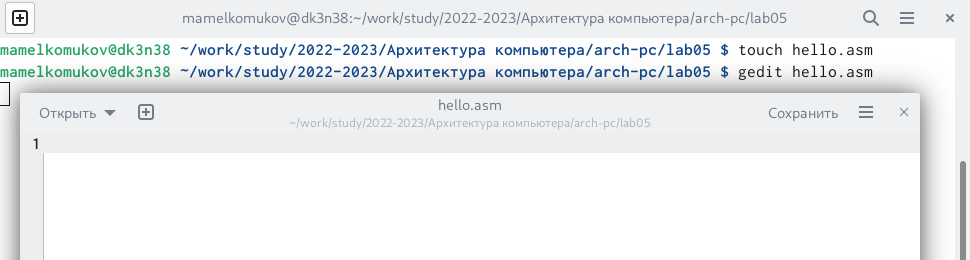 mamelkomukov@dk3n38:~/work/study/2022-2023/Архитектура компьютера/arch-pc/lab05
mamelkomukov@dk3n38 ~/work/study/2022-2023/Архитектура компьютера/arch-pc/lab05 $ touch hello.asm
mamelkomukov@dk3n38 ~/work/study/2022-2023/Архитектура компьютера/arch-pc/lab05 $ gedit hello.asm
Открыть hello.asm Сохранить
~/work/study/2022-2023/Архитектура компьютера/arch-pc/lab05
1